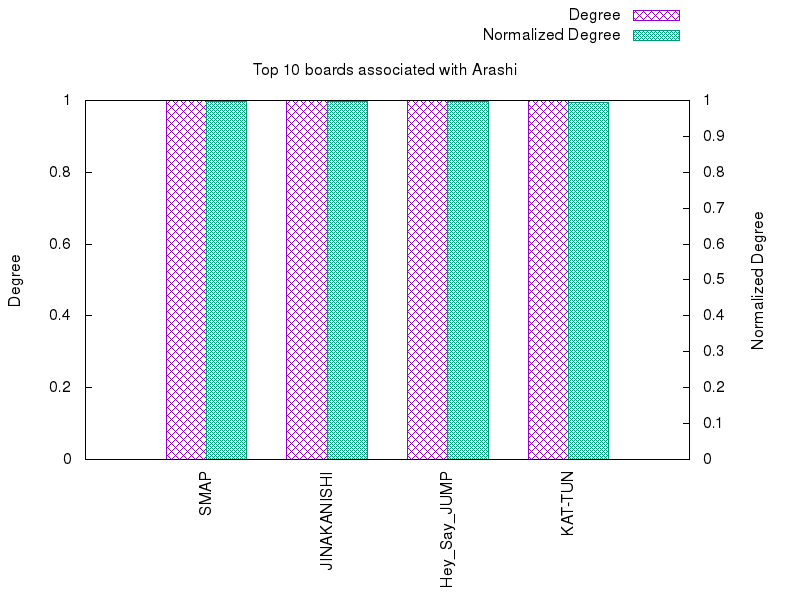 Degree
Normalized Degree
Top 10 boards associated with Arashi
1
0.8
0.6
0.4
0.2
0
Degree
1
0.9
0.8
0.7
0.6
0.5
0.4
0.3
0.2
0.1
0
Normalized Degree
SMAP
JINAKANISHI
Hey_Say_JUMP
KAT-TUN